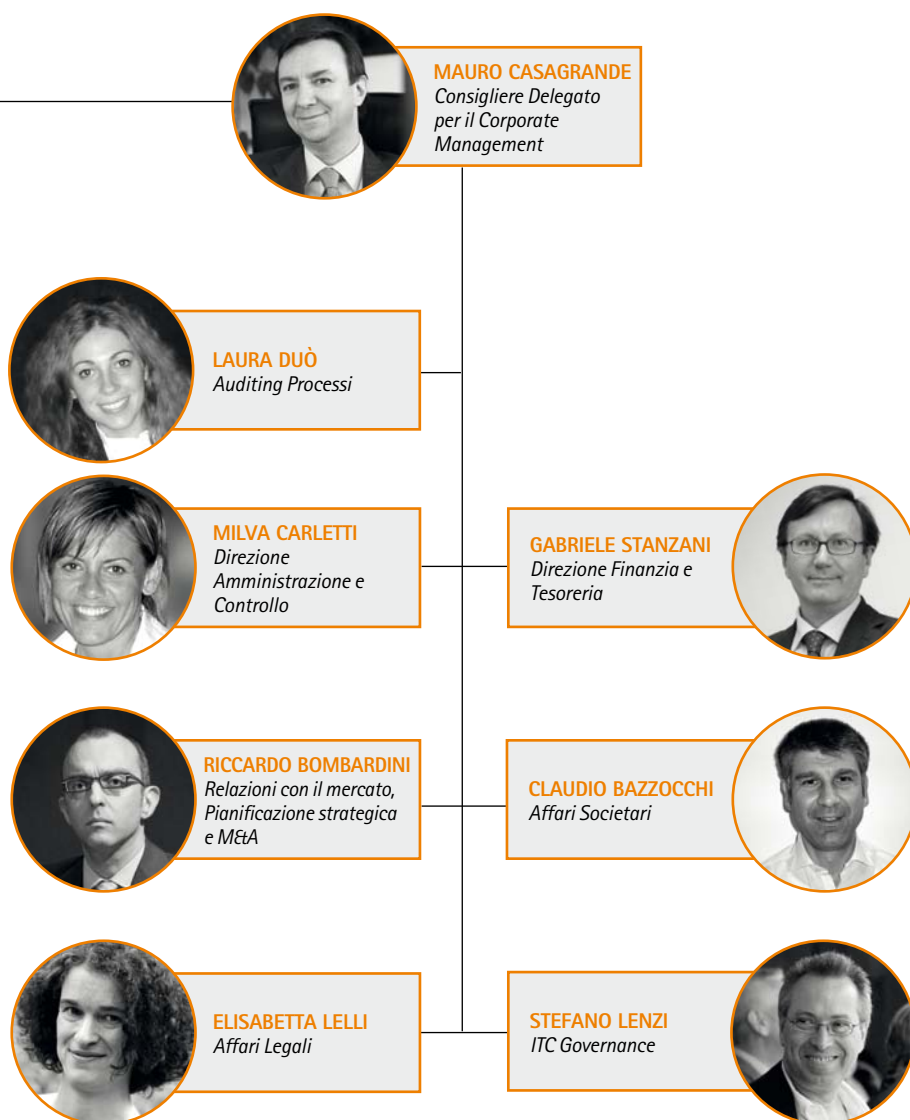 MAURO CASAGRANDE
Consigliere Delegato
per il Corporate
Management
LAURA DUÒ
Auditing Processi
MILVA CARLETTI
Direzione
Amministrazione e
Controllo
GABRIELE STANZANI
Direzione Finanzia e
Tesoreria
RICCARDO BOMBARDINI
Relazioni con il mercato,
Pianificazione strategica
e M&A
CLAUDIO BAZZOCCHI
Affari Societari
ELISABETTA LELLI
Affari Legali
STEFANO LENZI
ITC Governance